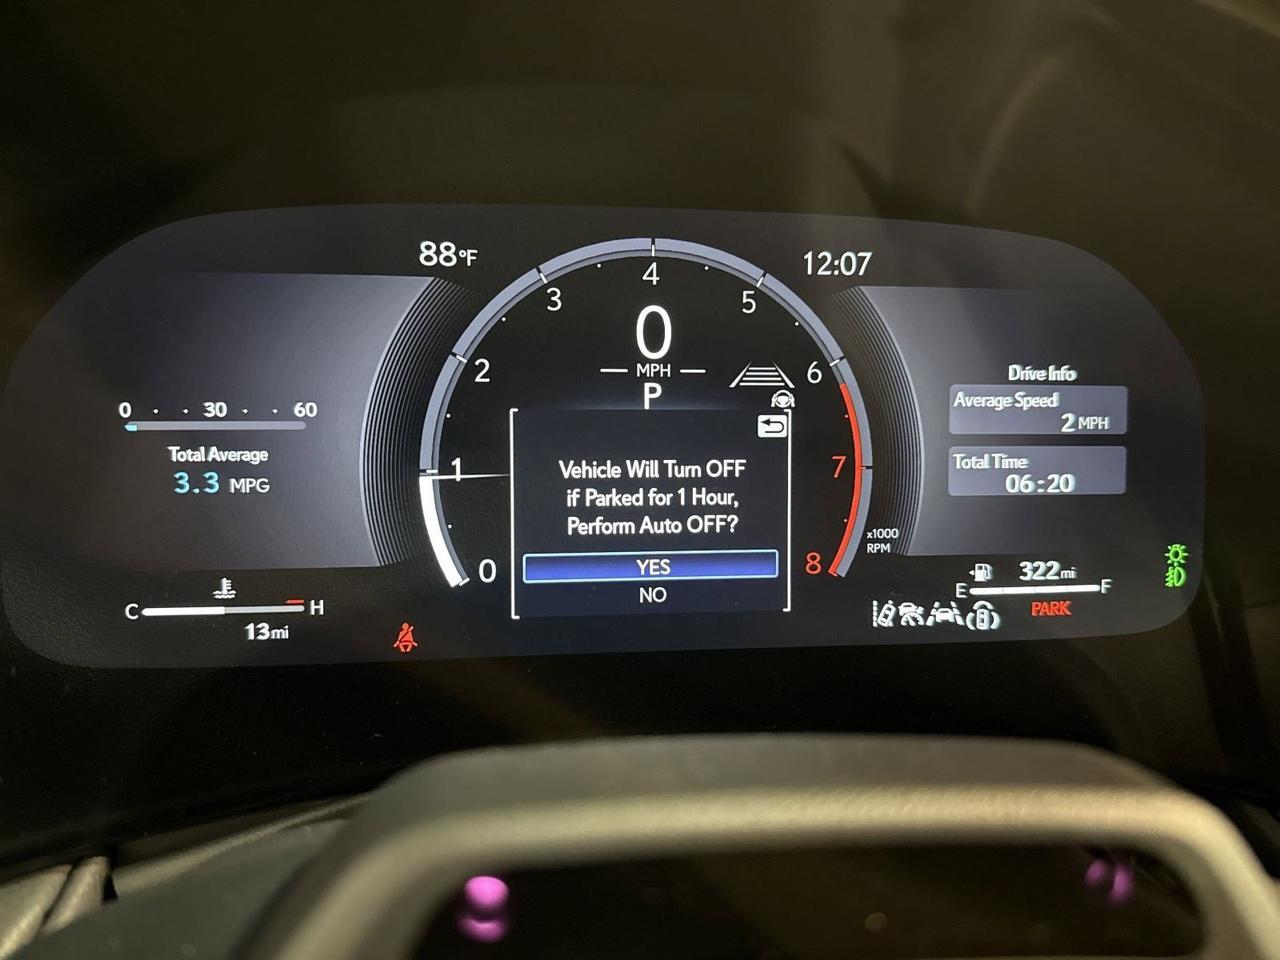 88°F
12:07
4
3
5
0
2
6
MPH
P
Drive Info
0 · · 30 · · 60
Average Speed
2 MPH
Total Average
3.3 MPG
1
7
Vehicle Will Turn OFF
if Parked for 1 Hour,
Perform Auto OFF?
Total Time
06:20
x1000
RPM
0
8
YES
NO
322mi
E
F
C
H
PARK
13mi